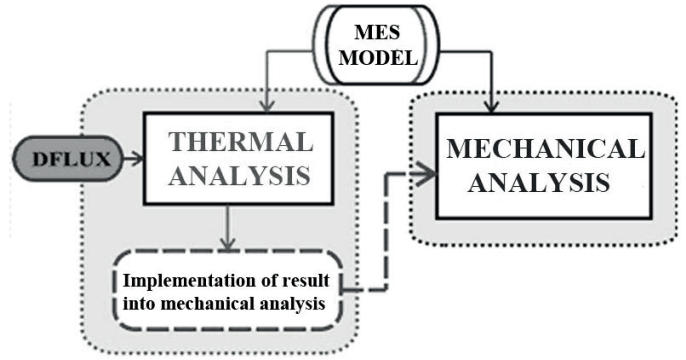 MES
MODEL
DFLUX
THERMAL
ANALYSIS
MECHANICAL
ANALYSIS
Implementation of result
into mechanical analysis